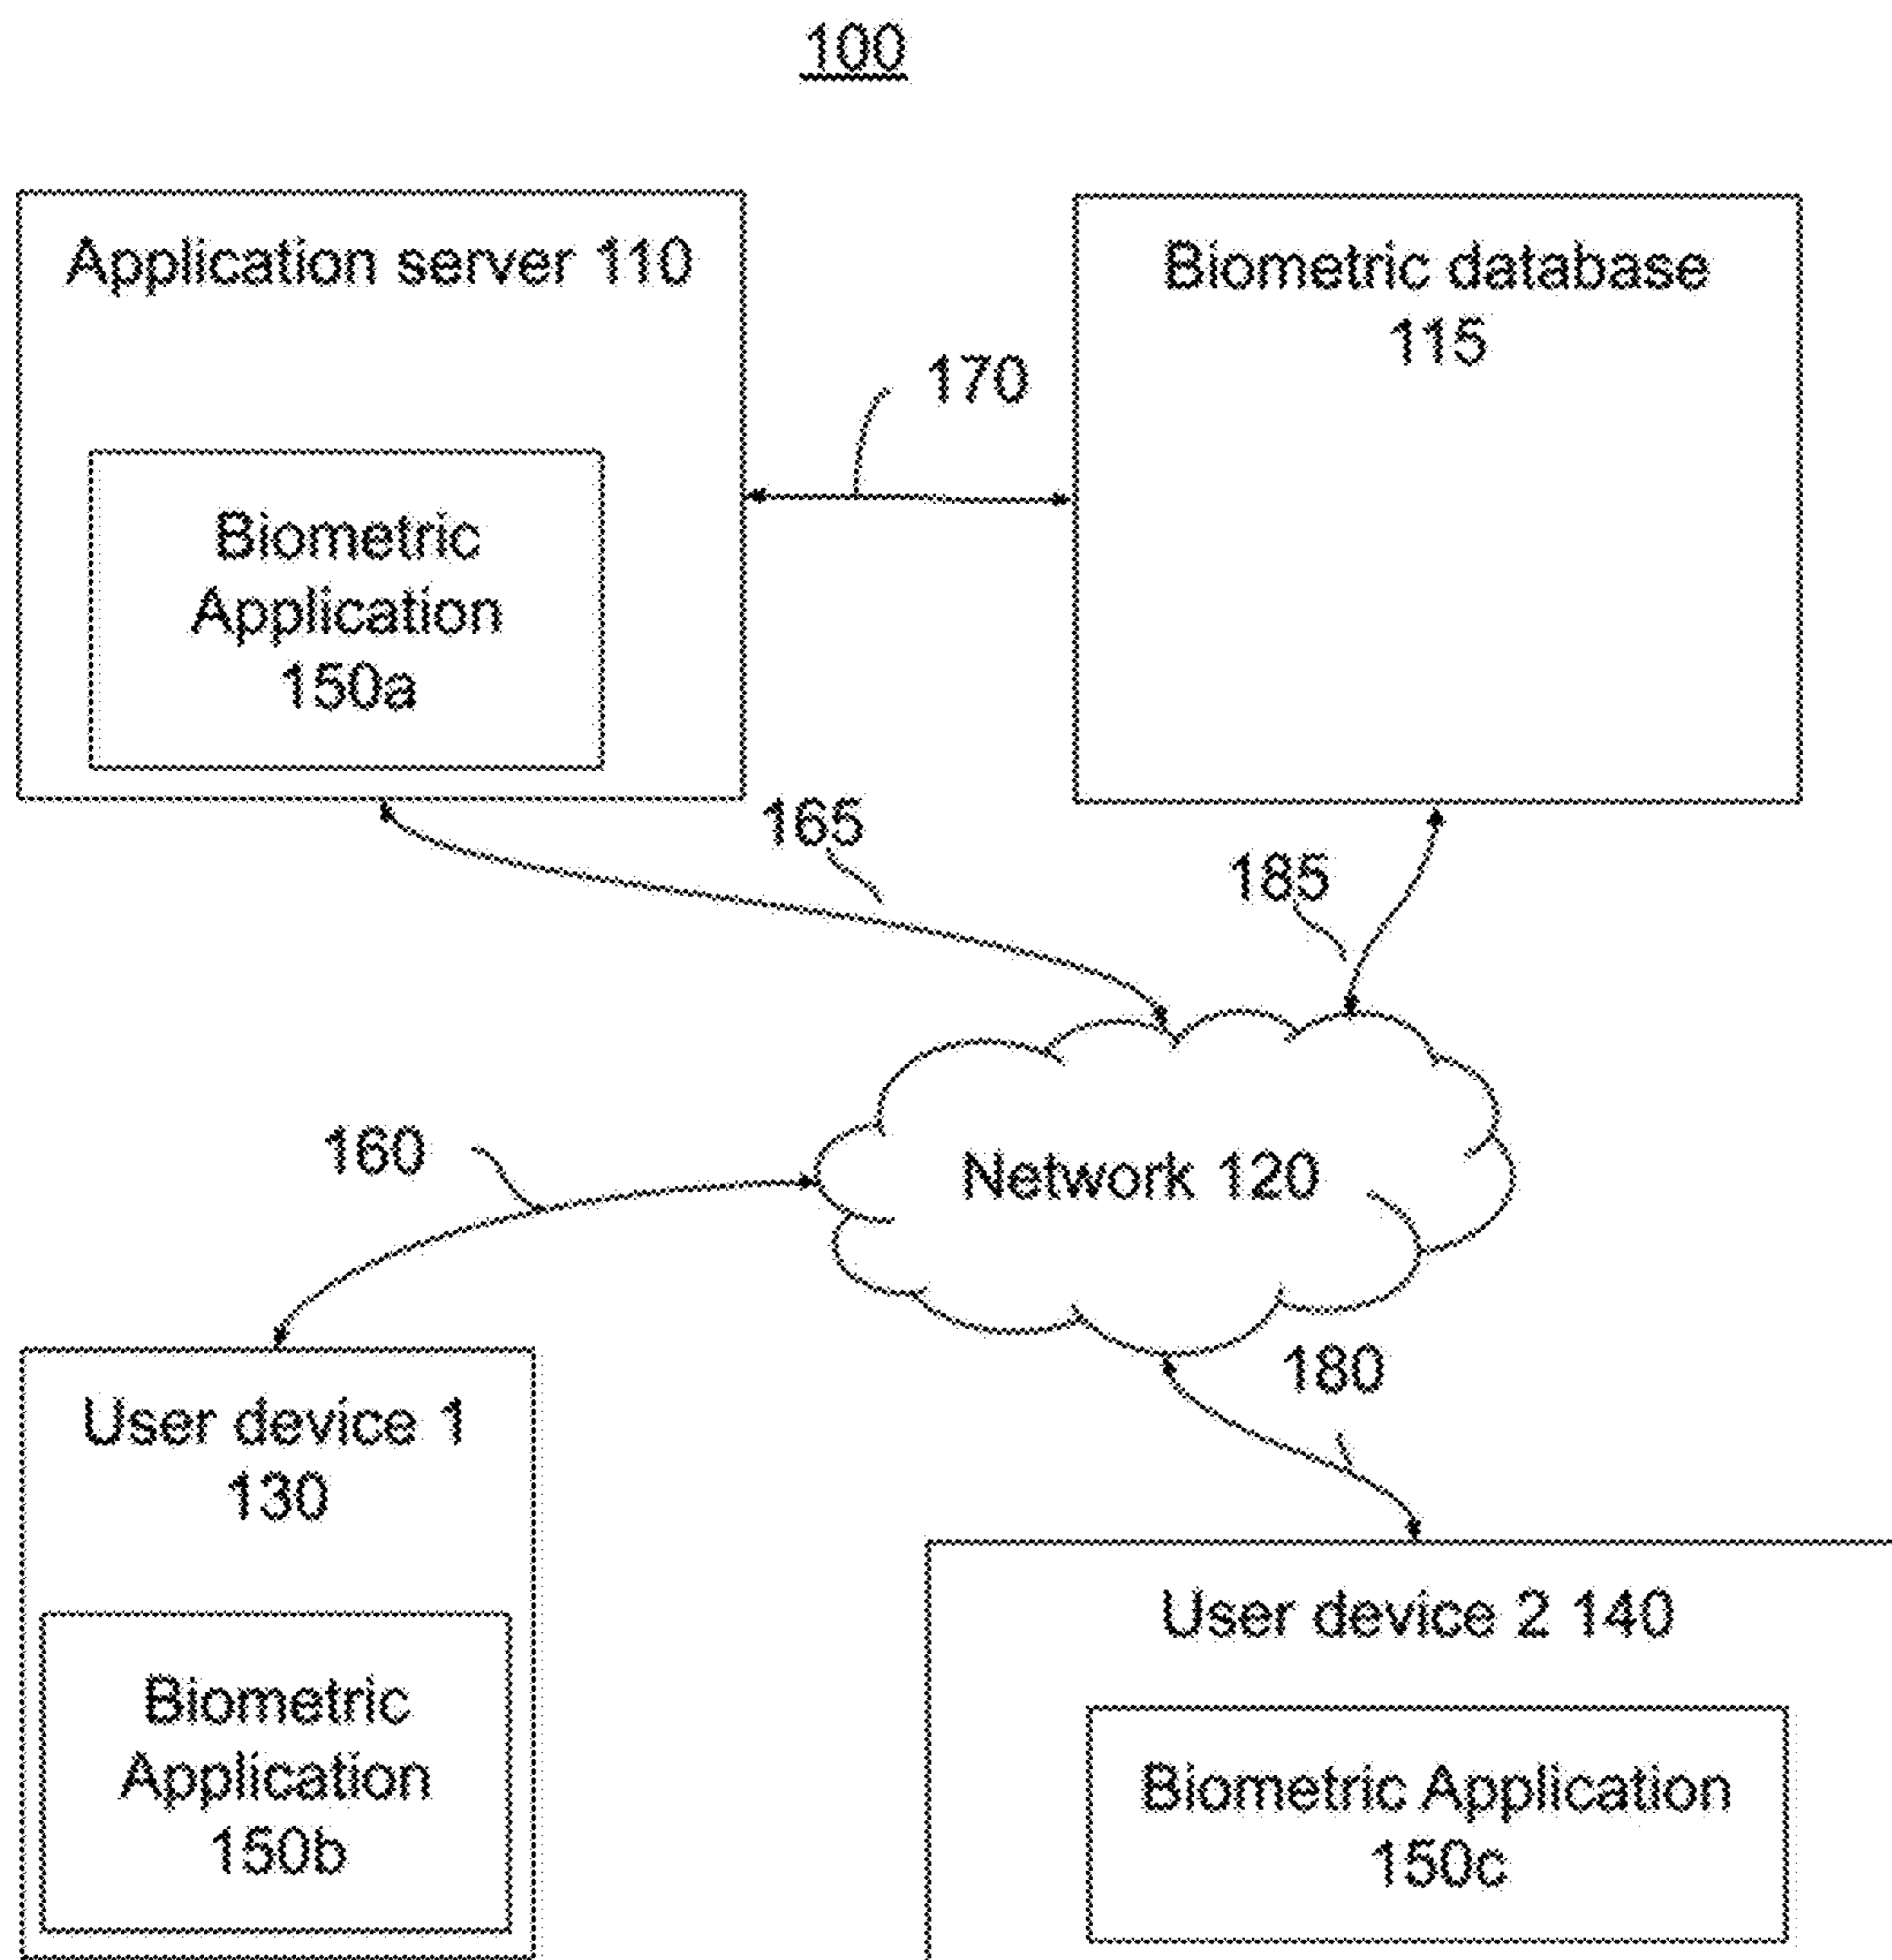 100
Application server 110
Biometric database
115
170
Biometric
Application
150a
165
185
160
Network 120
180
User device 1
130
User device 2 140
Biometric
Application
150b
Biometric Application
150c